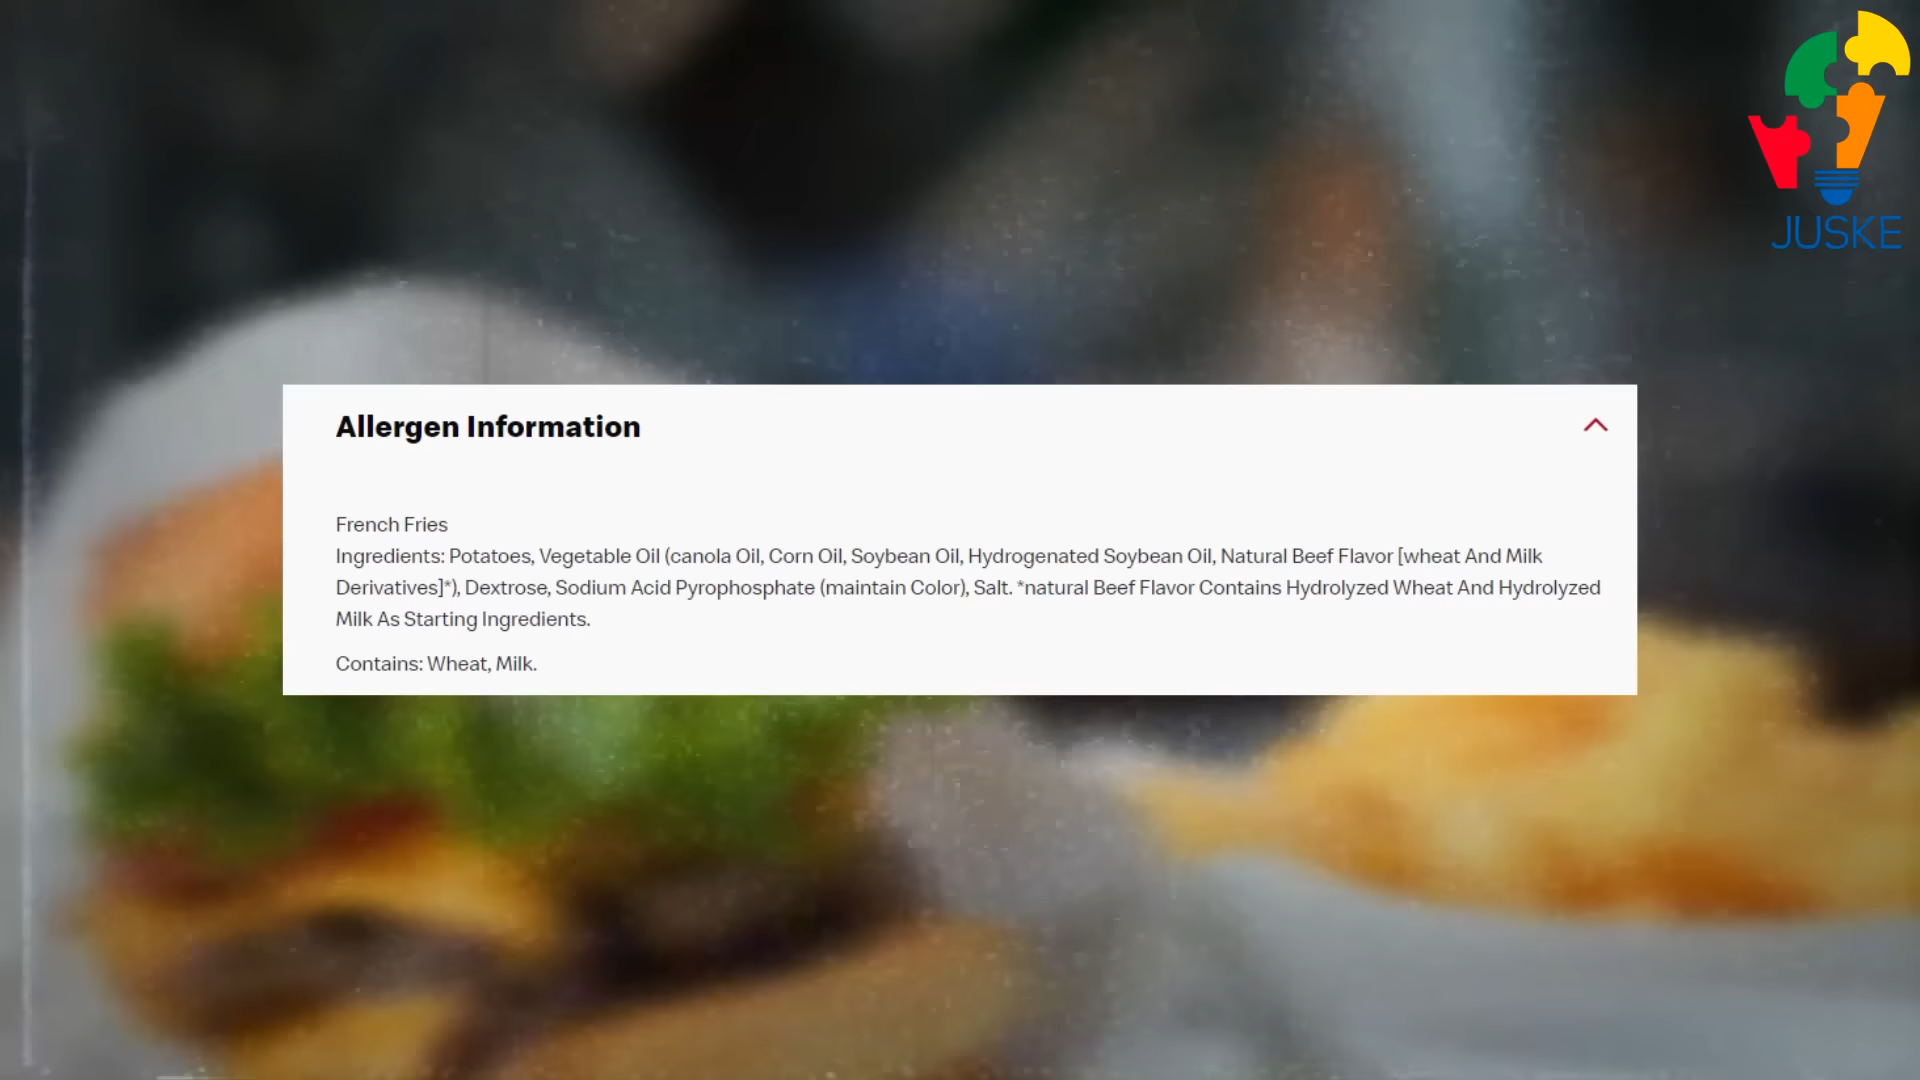 JUSKE
Allergen Information
French Fries
Ingredients: Potatoes, Vegetable Oil (canola Oil, Corn Oil, Soybean Oil, Hydrogenated Soybean Oil, Natural Beef Flavor [wheat And Milk
Derivatives]*), Dextrose, Sodium Acid Pyrophosphate (maintain Color), Salt. *natural Beef Flavor Contains Hydrolyzed Wheat And Hydrolyzed
Milk As Starting Ingredients.
Contains: Wheat, Milk.